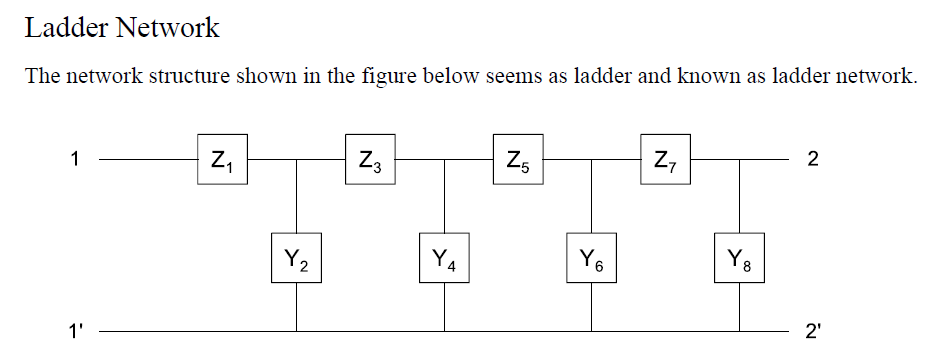 Ladder Network
The network structure shown in the figure below seems as ladder and known as ladder network.
1 Z₁ Z₃ Z₅ Z₇ 2
Y₂ Y₄ Y₆ Y₈
1' 2'